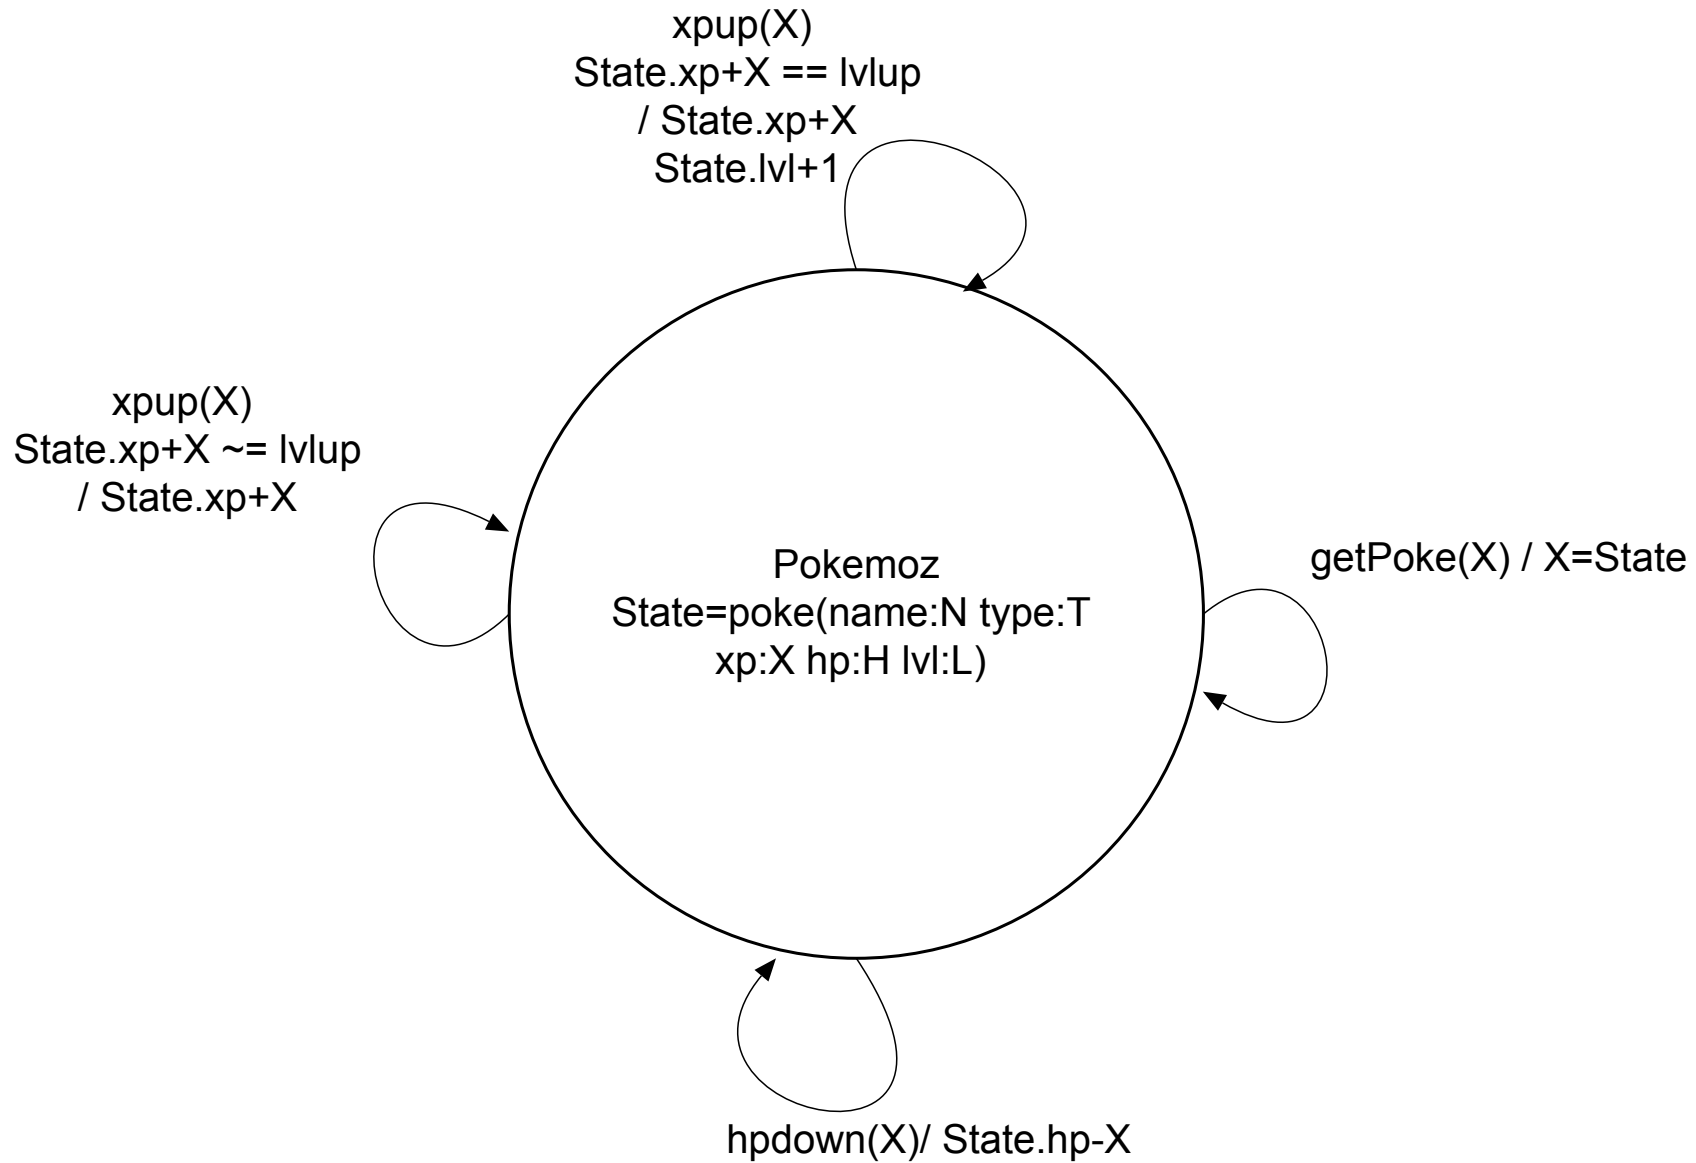 xpup(X)
State.xp+X == lvlup
/ State.xp+X
State.lvl+1
xpup(X)
State.xp+X ~= lvlup
/ State.xp+X
Pokemoz
State=poke(name:N type:T
xp:X hp:H lvl:L)
getPoke(X) / X=State
hpdown(X)/ State.hp-X